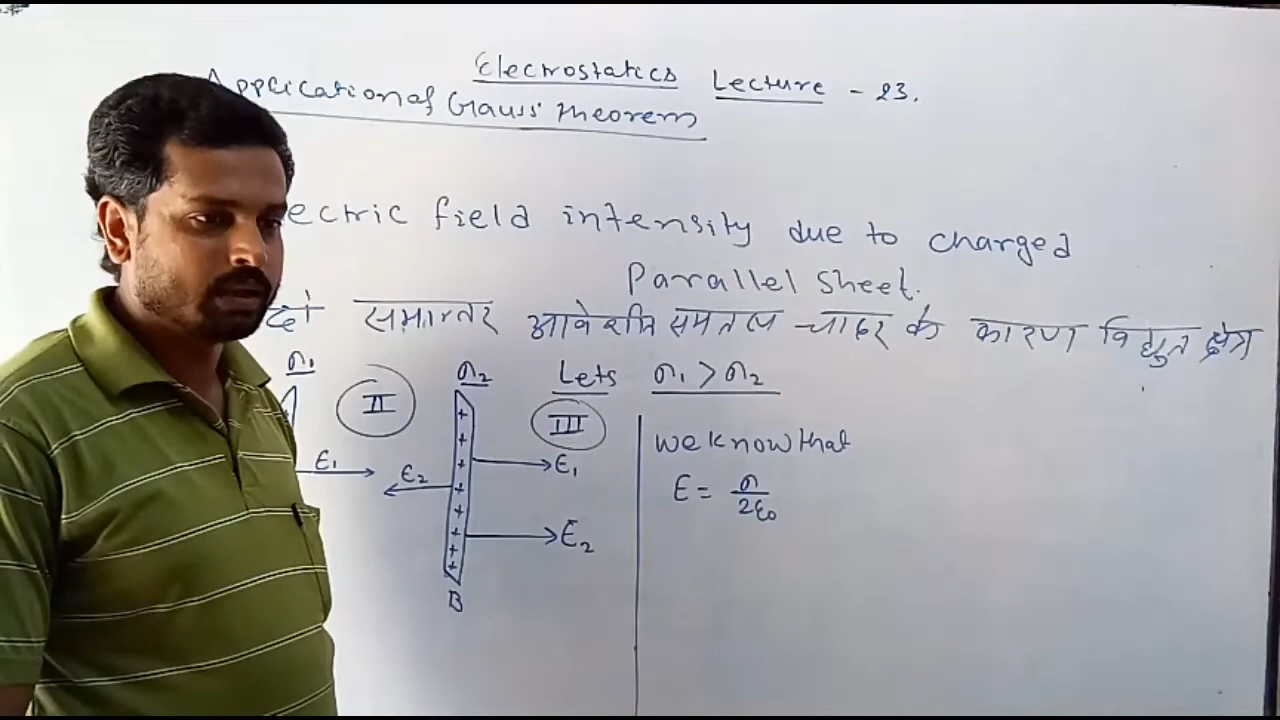 Electrostatics Lecture - 23.
Application of Gauss' Theorem
ectric field intensity due to charged
Parallel Sheet.
दो समान्तर आवेशित समतल चादर के कारण विद्युत क्षेत्र
σ1 II σ2 Lets σ1 > σ2
III
we know that
E1 E2 E1
E = σ/2ε0
E2
B